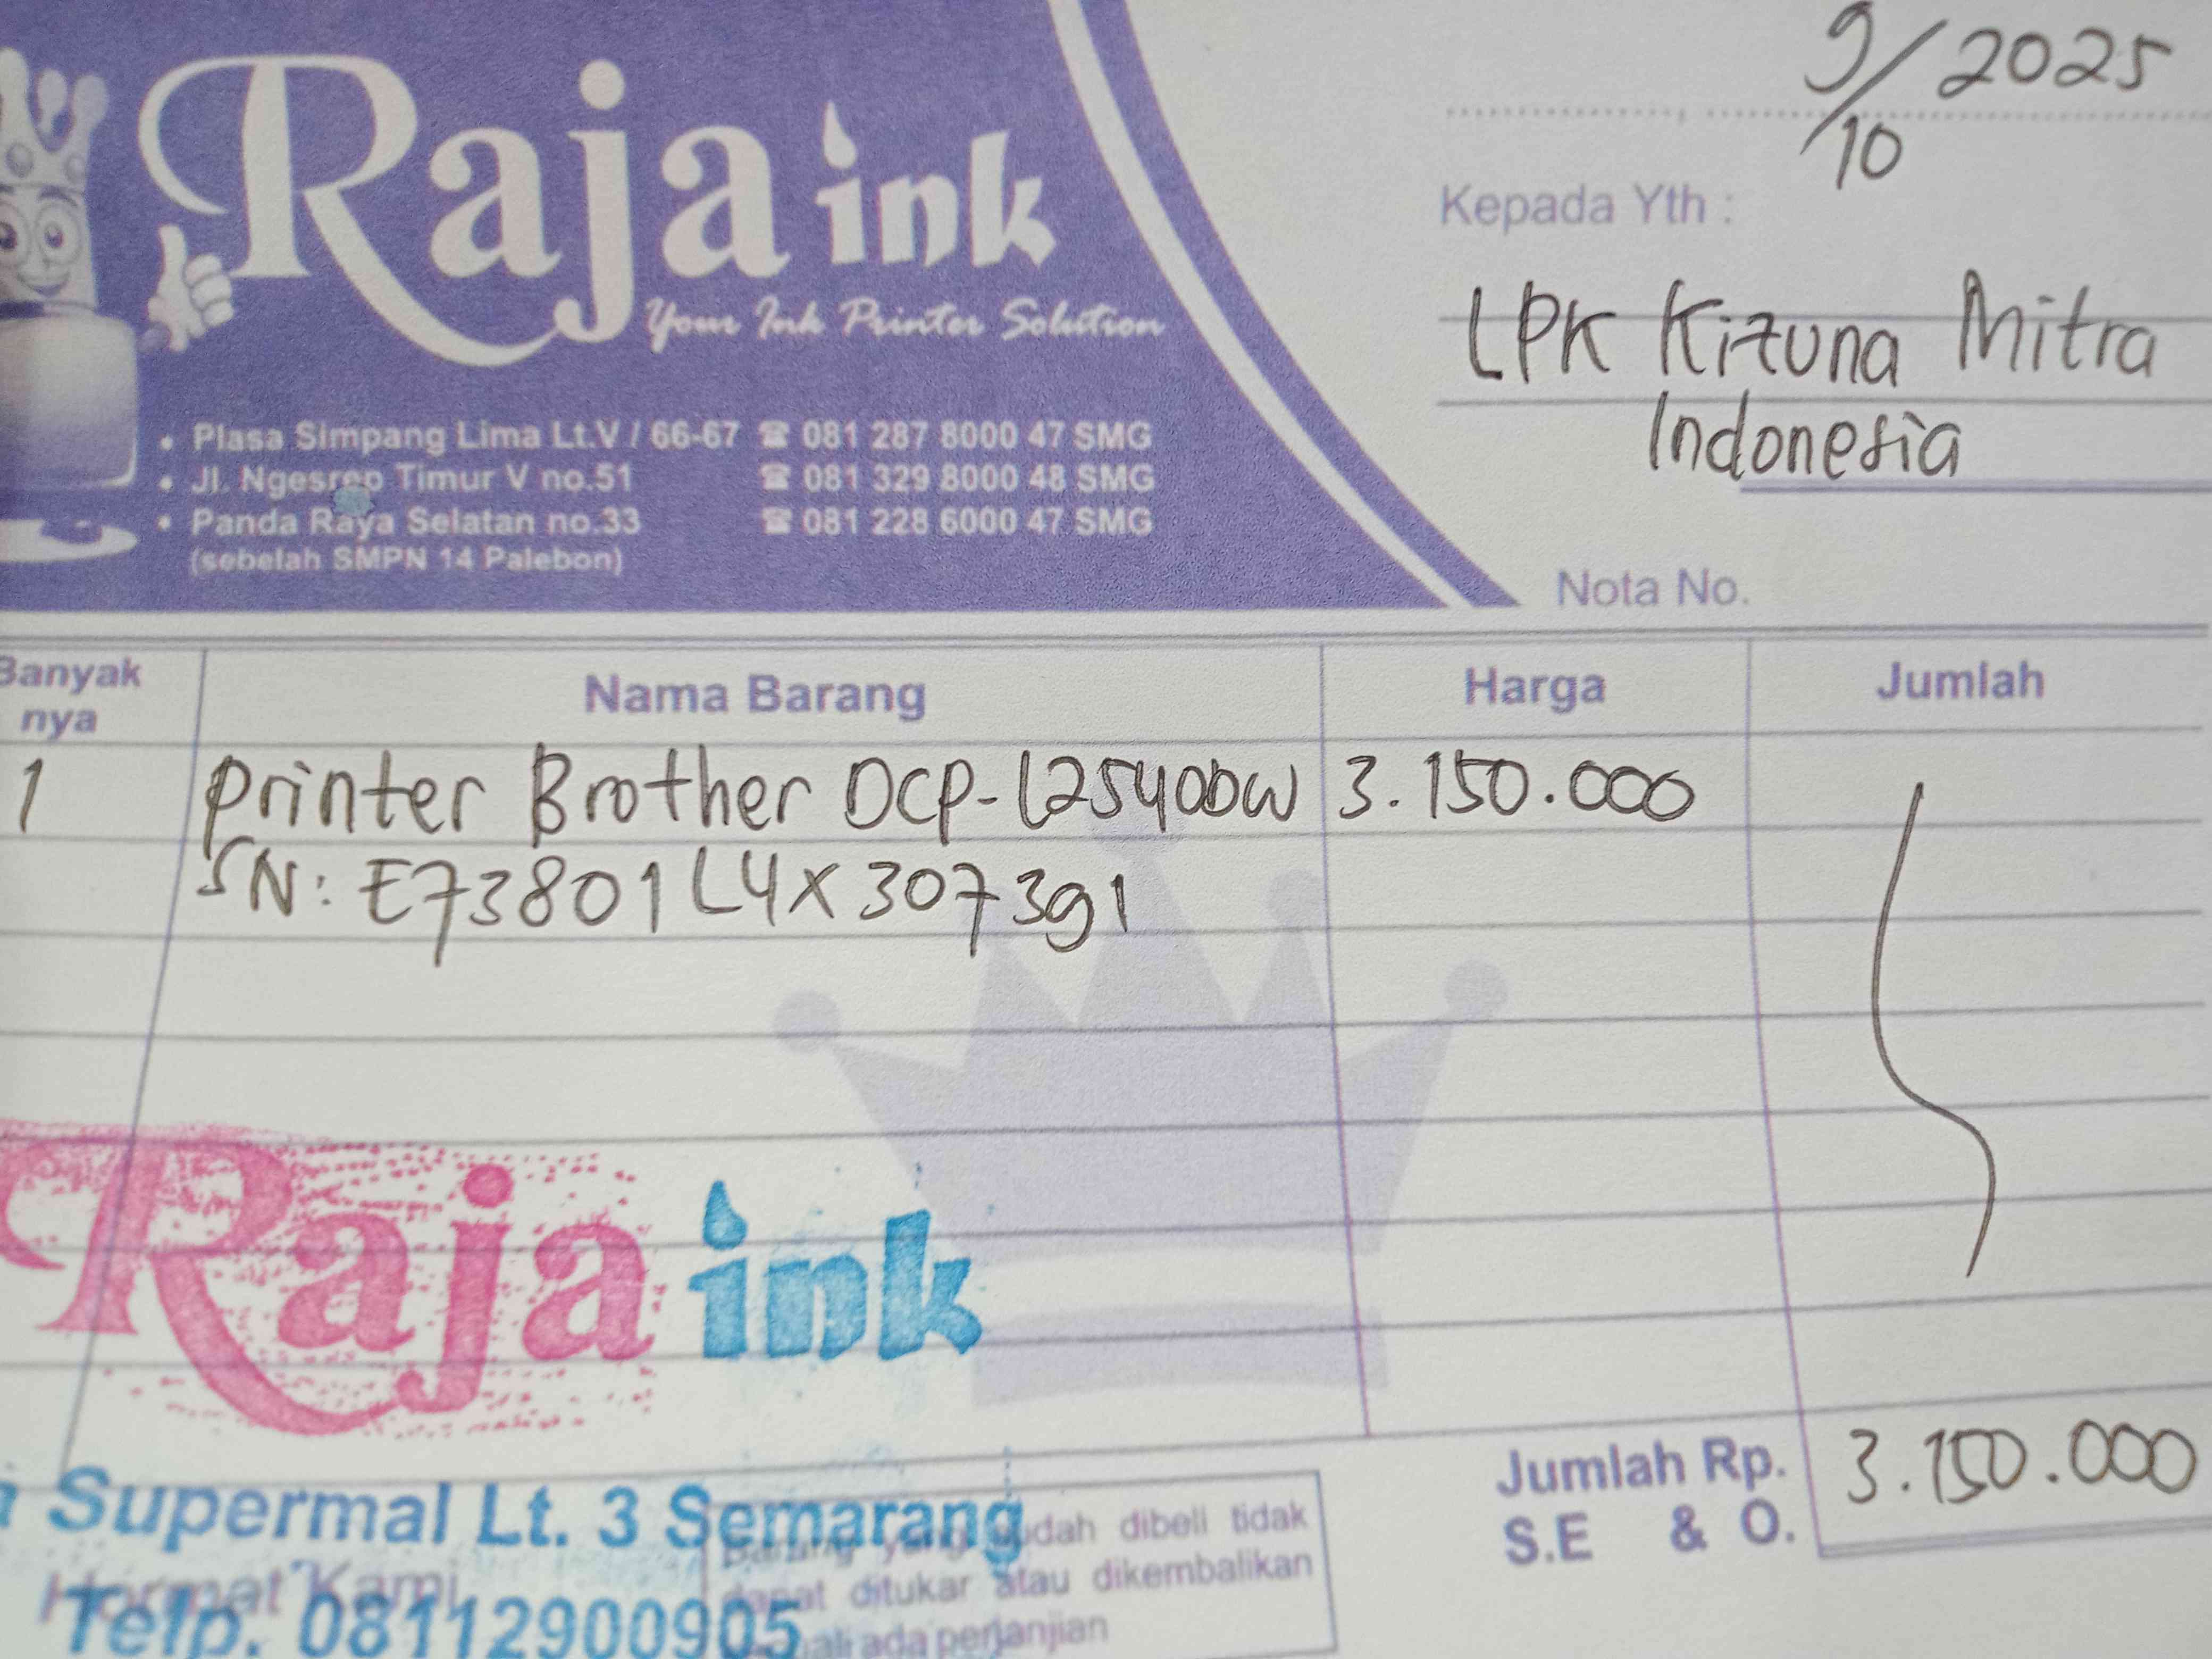 Raja ink
Your Ink Printer Solution
• Plasa Simpang Lima Lt.V / 66-67 ☎ 081 287 8000 47 SMG
• Jl. Ngesrep Timur V no.51 ☎ 081 329 8000 48 SMG
• Panda Raya Selatan no.33 ☎ 081 228 6000 47 SMG
(sebelah SMPN 14 Palebon)
9/10 2025
Kepada Yth :
LPK Kizuna Mitra
Indonesia
Nota No.
Banyak nya Nama Barang Harga Jumlah
1 Printer Brother DCP-L2540DW 3.150.000
SN: E73801L4X307391
Raja ink
Supermal Lt. 3 Semarang
Telp. 08112900905
Hormat Kami
Barang yang sudah dibeli tidak
dapat ditukar atau dikembalikan
ada perjanjian
Jumlah Rp. 3.150.000
S.E & O.